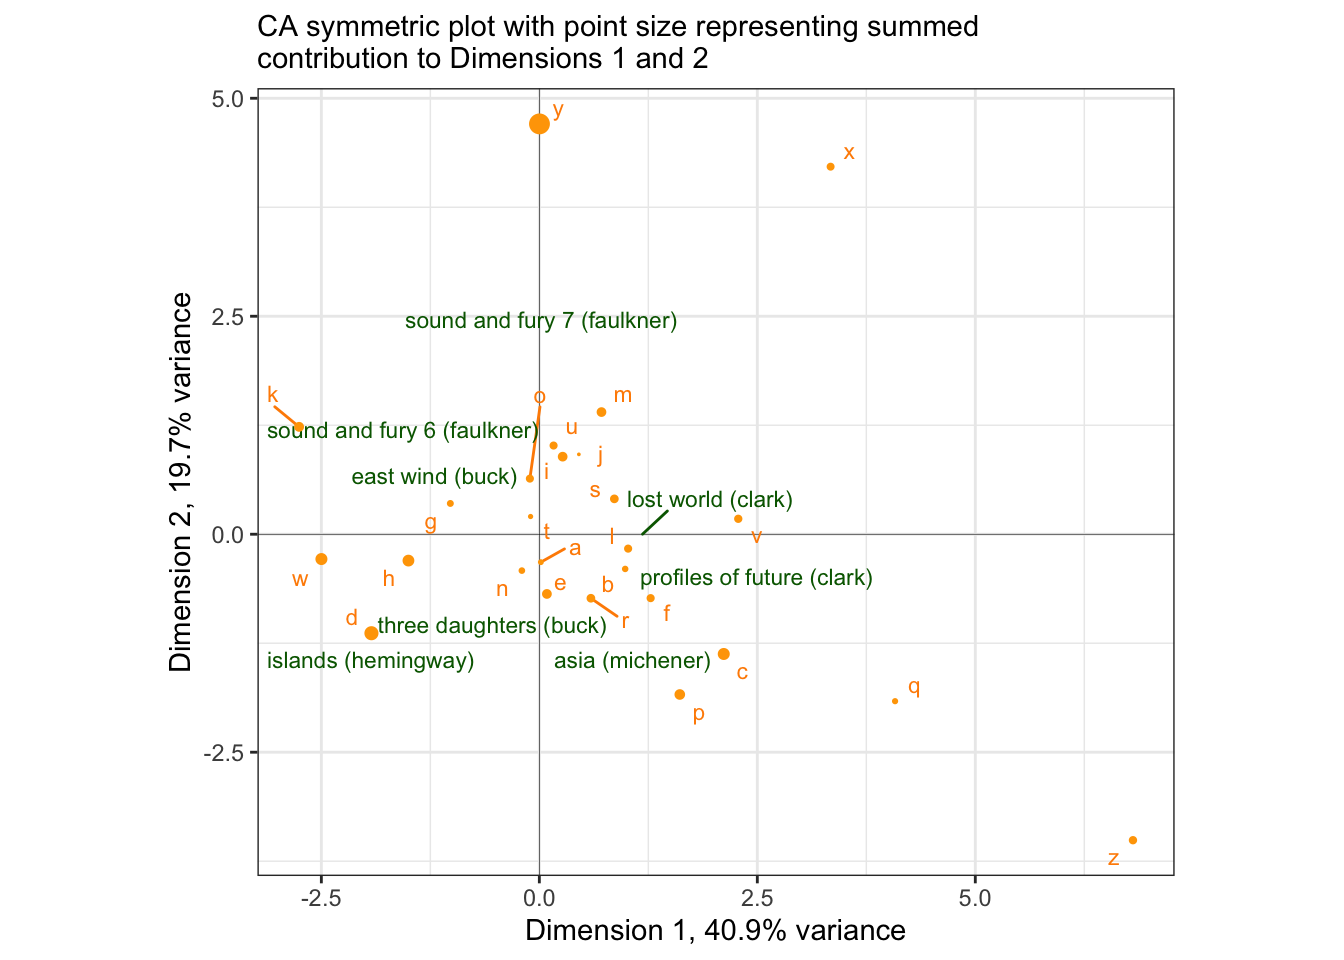 CA symmetric plot with point size representing summed
contribution to Dimensions 1 and 2
5.0
y
x
2.5
sound and fury 7 (faulkner)
k
o
m
u
sound and fury 6 (faulkner)
j
i
east wind (buck)
s
lost world (clark)
g
0.0
t
l
v
a
w
h
profiles of future (clark)
n
e
b
d
r
f
three daughters (buck)
islands (hemingway)
asia (michener)
c
q
p
-2.5
z
-2.5
0.0
2.5
5.0
Dimension 1, 40.9% variance
Dimension 2, 19.7% variance